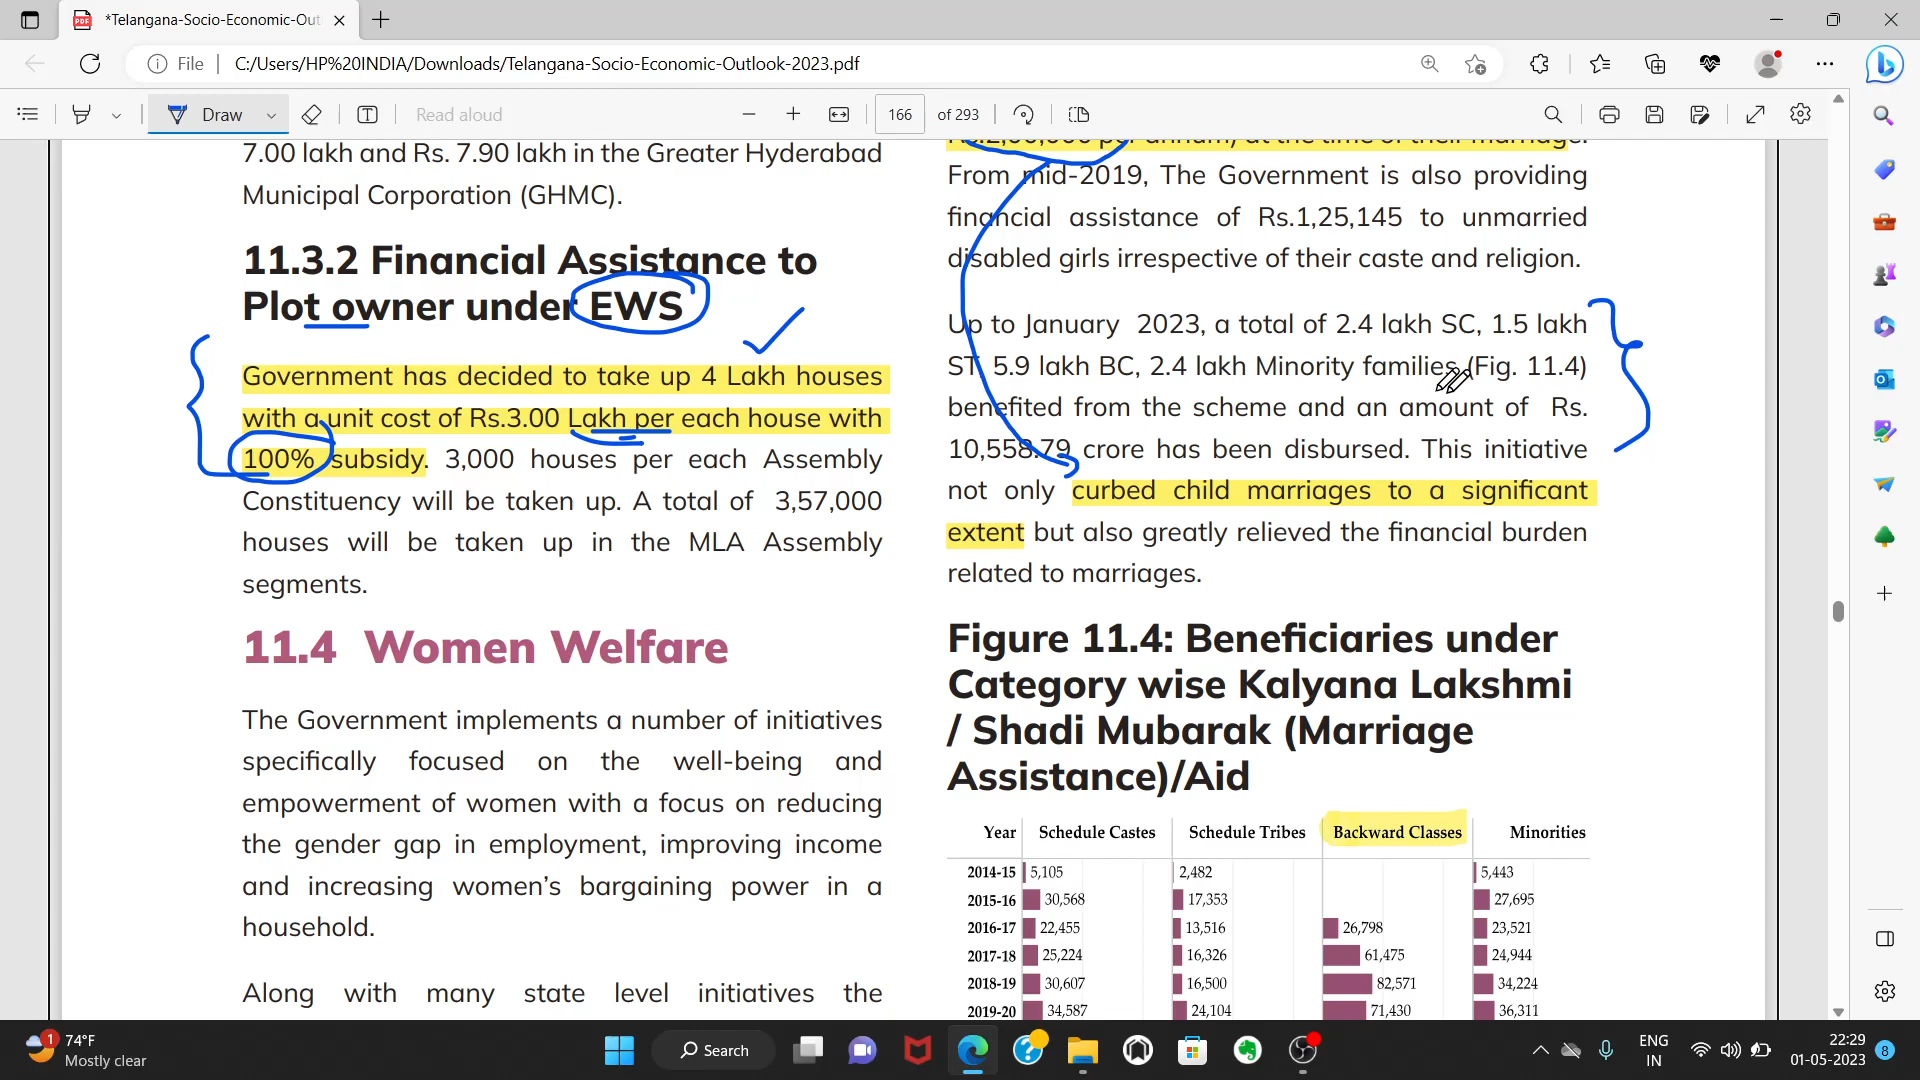 *Telangana-Socio-Economic-Out
File
C:/Users/HP%20INDIA/Downloads/Telangana-Socio-Economic-Outlook-2023.pdf
Draw
Read aloud
166 of 293
7.00 lakh and Rs. 7.90 lakh in the Greater Hyderabad
Municipal Corporation (GHMC).
11.3.2 Financial Assistance to
Plot owner under EWS
Government has decided to take up 4 Lakh houses
with a unit cost of Rs.3.00 Lakh per each house with
100% subsidy. 3,000 houses per each Assembly
Constituency will be taken up. A total of 3,57,000
houses will be taken up in the MLA Assembly
segments.
11.4 Women Welfare
The Government implements a number of initiatives
specifically focused on the well-being and
empowerment of women with a focus on reducing
the gender gap in employment, improving income
and increasing women’s bargaining power in a
household.
Along with many state level initiatives the
Rs.2,00,000 per annum) at the time of their marriage.
From mid-2019, The Government is also providing
financial assistance of Rs.1,25,145 to unmarried
disabled girls irrespective of their caste and religion.
Up to January 2023, a total of 2.4 lakh SC, 1.5 lakh
ST 5.9 lakh BC, 2.4 lakh Minority families (Fig. 11.4)
benefited from the scheme and an amount of Rs.
10,558.79 crore has been disbursed. This initiative
not only curbed child marriages to a significant
extent but also greatly relieved the financial burden
related to marriages.
Figure 11.4: Beneficiaries under
Category wise Kalyana Lakshmi
/ Shadi Mubarak (Marriage
Assistance)/Aid
Year Schedule Castes Schedule Tribes Backward Classes Minorities
2014-15 5,105 2,482 5,443
2015-16 30,568 17,353 27,695
2016-17 22,455 13,516 26,798 23,521
2017-18 25,224 16,326 61,475 24,944
2018-19 30,607 16,500 82,571 34,224
2019-20 34,587 24,104 71,430 36,311
1
74°F
Mostly clear
Search
ENG
IN
22:29
01-05-2023
8